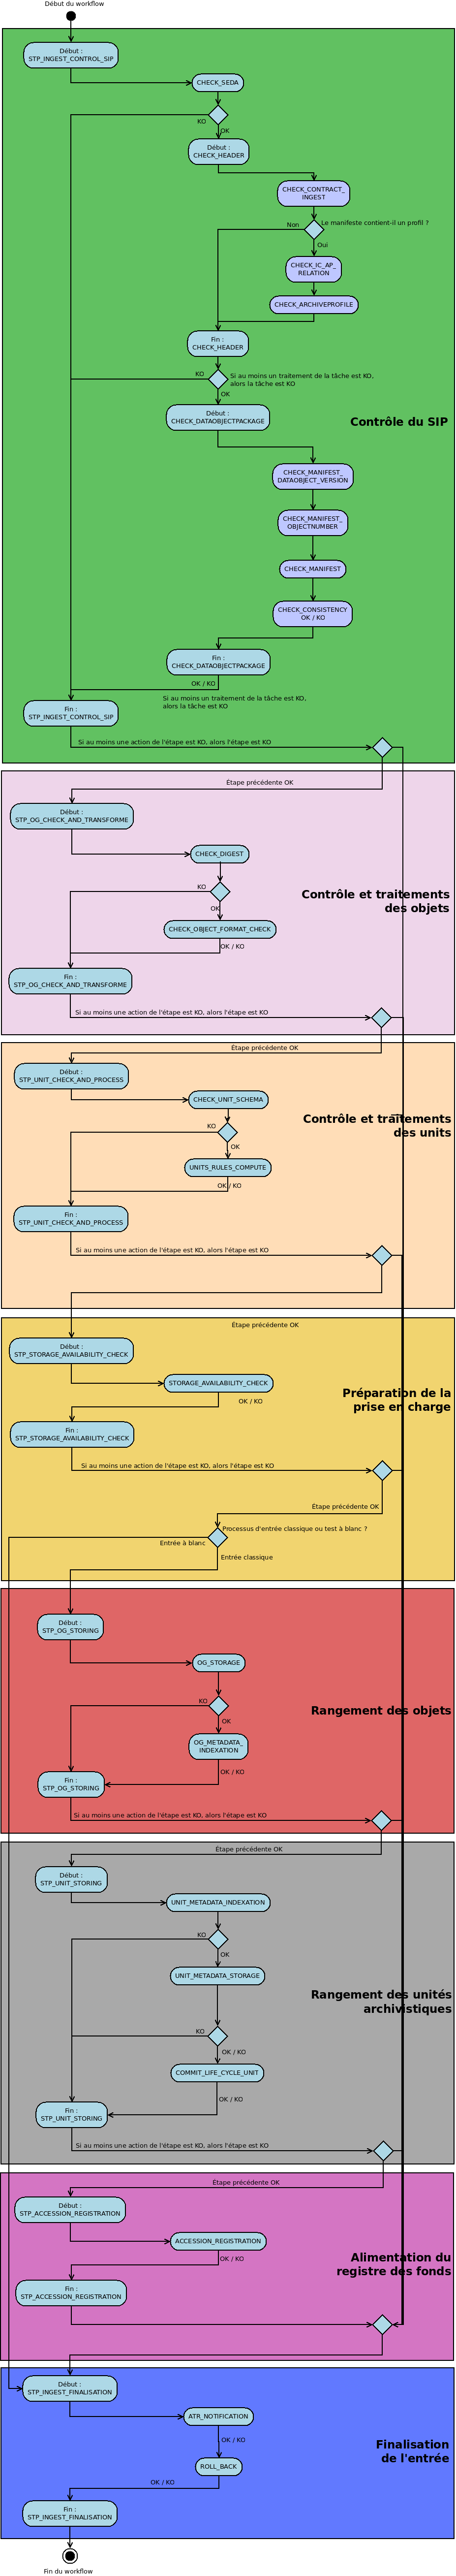 Début du workflow
Début :
STP_INGEST_CONTROL_SIP
CHECK_SEDA
KO
OK
Début :
CHECK_HEADER
CHECK_CONTRACT_
INGEST
Le manifeste contient-il un profil ?
Non
Oui
CHECK_IC_AP_
RELATION
CHECK_ARCHIVEPROFILE
Fin :
CHECK_HEADER
KO
Si au moins un traitement de la tâche est KO,
alors la tâche est KO
OK
Début :
CHECK_DATAOBJECTPACKAGE
Contrôle du SIP
CHECK_MANIFEST_
DATAOBJECT_VERSION
CHECK_MANIFEST_
OBJECTNUMBER
CHECK_MANIFEST
CHECK_CONSISTENCY
OK / KO
Fin :
CHECK_DATAOBJECTPACKAGE
OK / KO
Si au moins un traitement de la tâche est KO,
alors la tâche est KO
Fin :
STP_INGEST_CONTROL_SIP
Si au moins une action de l'étape est KO, alors l'étape est KO
Étape précédente OK
Début :
STP_OG_CHECK_AND_TRANSFORME
CHECK_DIGEST
KO
Contrôle et traitements
des objets
OK
CHECK_OBJECT_FORMAT_CHECK
OK / KO
Fin :
STP_OG_CHECK_AND_TRANSFORME
Si au moins une action de l'étape est KO, alors l'étape est KO
Étape précédente OK
Début :
STP_UNIT_CHECK_AND_PROCESS
CHECK_UNIT_SCHEMA
Contrôle et traitements
des units
KO
OK
UNITS_RULES_COMPUTE
OK / KO
Fin :
STP_UNIT_CHECK_AND_PROCESS
Si au moins une action de l'étape est KO, alors l'étape est KO
Étape précédente OK
Début :
STP_STORAGE_AVAILABILITY_CHECK
STORAGE_AVAILABILITY_CHECK
Préparation de la
prise en charge
OK / KO
Fin :
STP_STORAGE_AVAILABILITY_CHECK
Si au moins une action de l'étape est KO, alors l'étape est KO
Étape précédente OK
Processus d'entrée classique ou test à blanc ?
Entrée à blanc
Entrée classique
Début :
STP_OG_STORING
OG_STORAGE
KO
Rangement des objets
OK
OG_METADATA_
INDEXATION
OK / KO
Fin :
STP_OG_STORING
Si au moins une action de l'étape est KO, alors l'étape est KO
Étape précédente OK
Début :
STP_UNIT_STORING
UNIT_METADATA_INDEXATION
KO
OK
UNIT_METADATA_STORAGE
Rangement des unités
archivistiques
KO
OK / KO
COMMIT_LIFE_CYCLE_UNIT
OK / KO
Fin :
STP_UNIT_STORING
Si au moins une action de l'étape est KO, alors l'étape est KO
Étape précédente OK
Début :
STP_ACCESSION_REGISTRATION
ACCESSION_REGISTRATION
OK / KO
Alimentation du
registre des fonds
Fin :
STP_ACCESSION_REGISTRATION
Début :
STP_INGEST_FINALISATION
ATR_NOTIFICATION
OK / KO
Finalisation
de l'entrée
ROLL_BACK
OK / KO
Fin :
STP_INGEST_FINALISATION
Fin du workflow